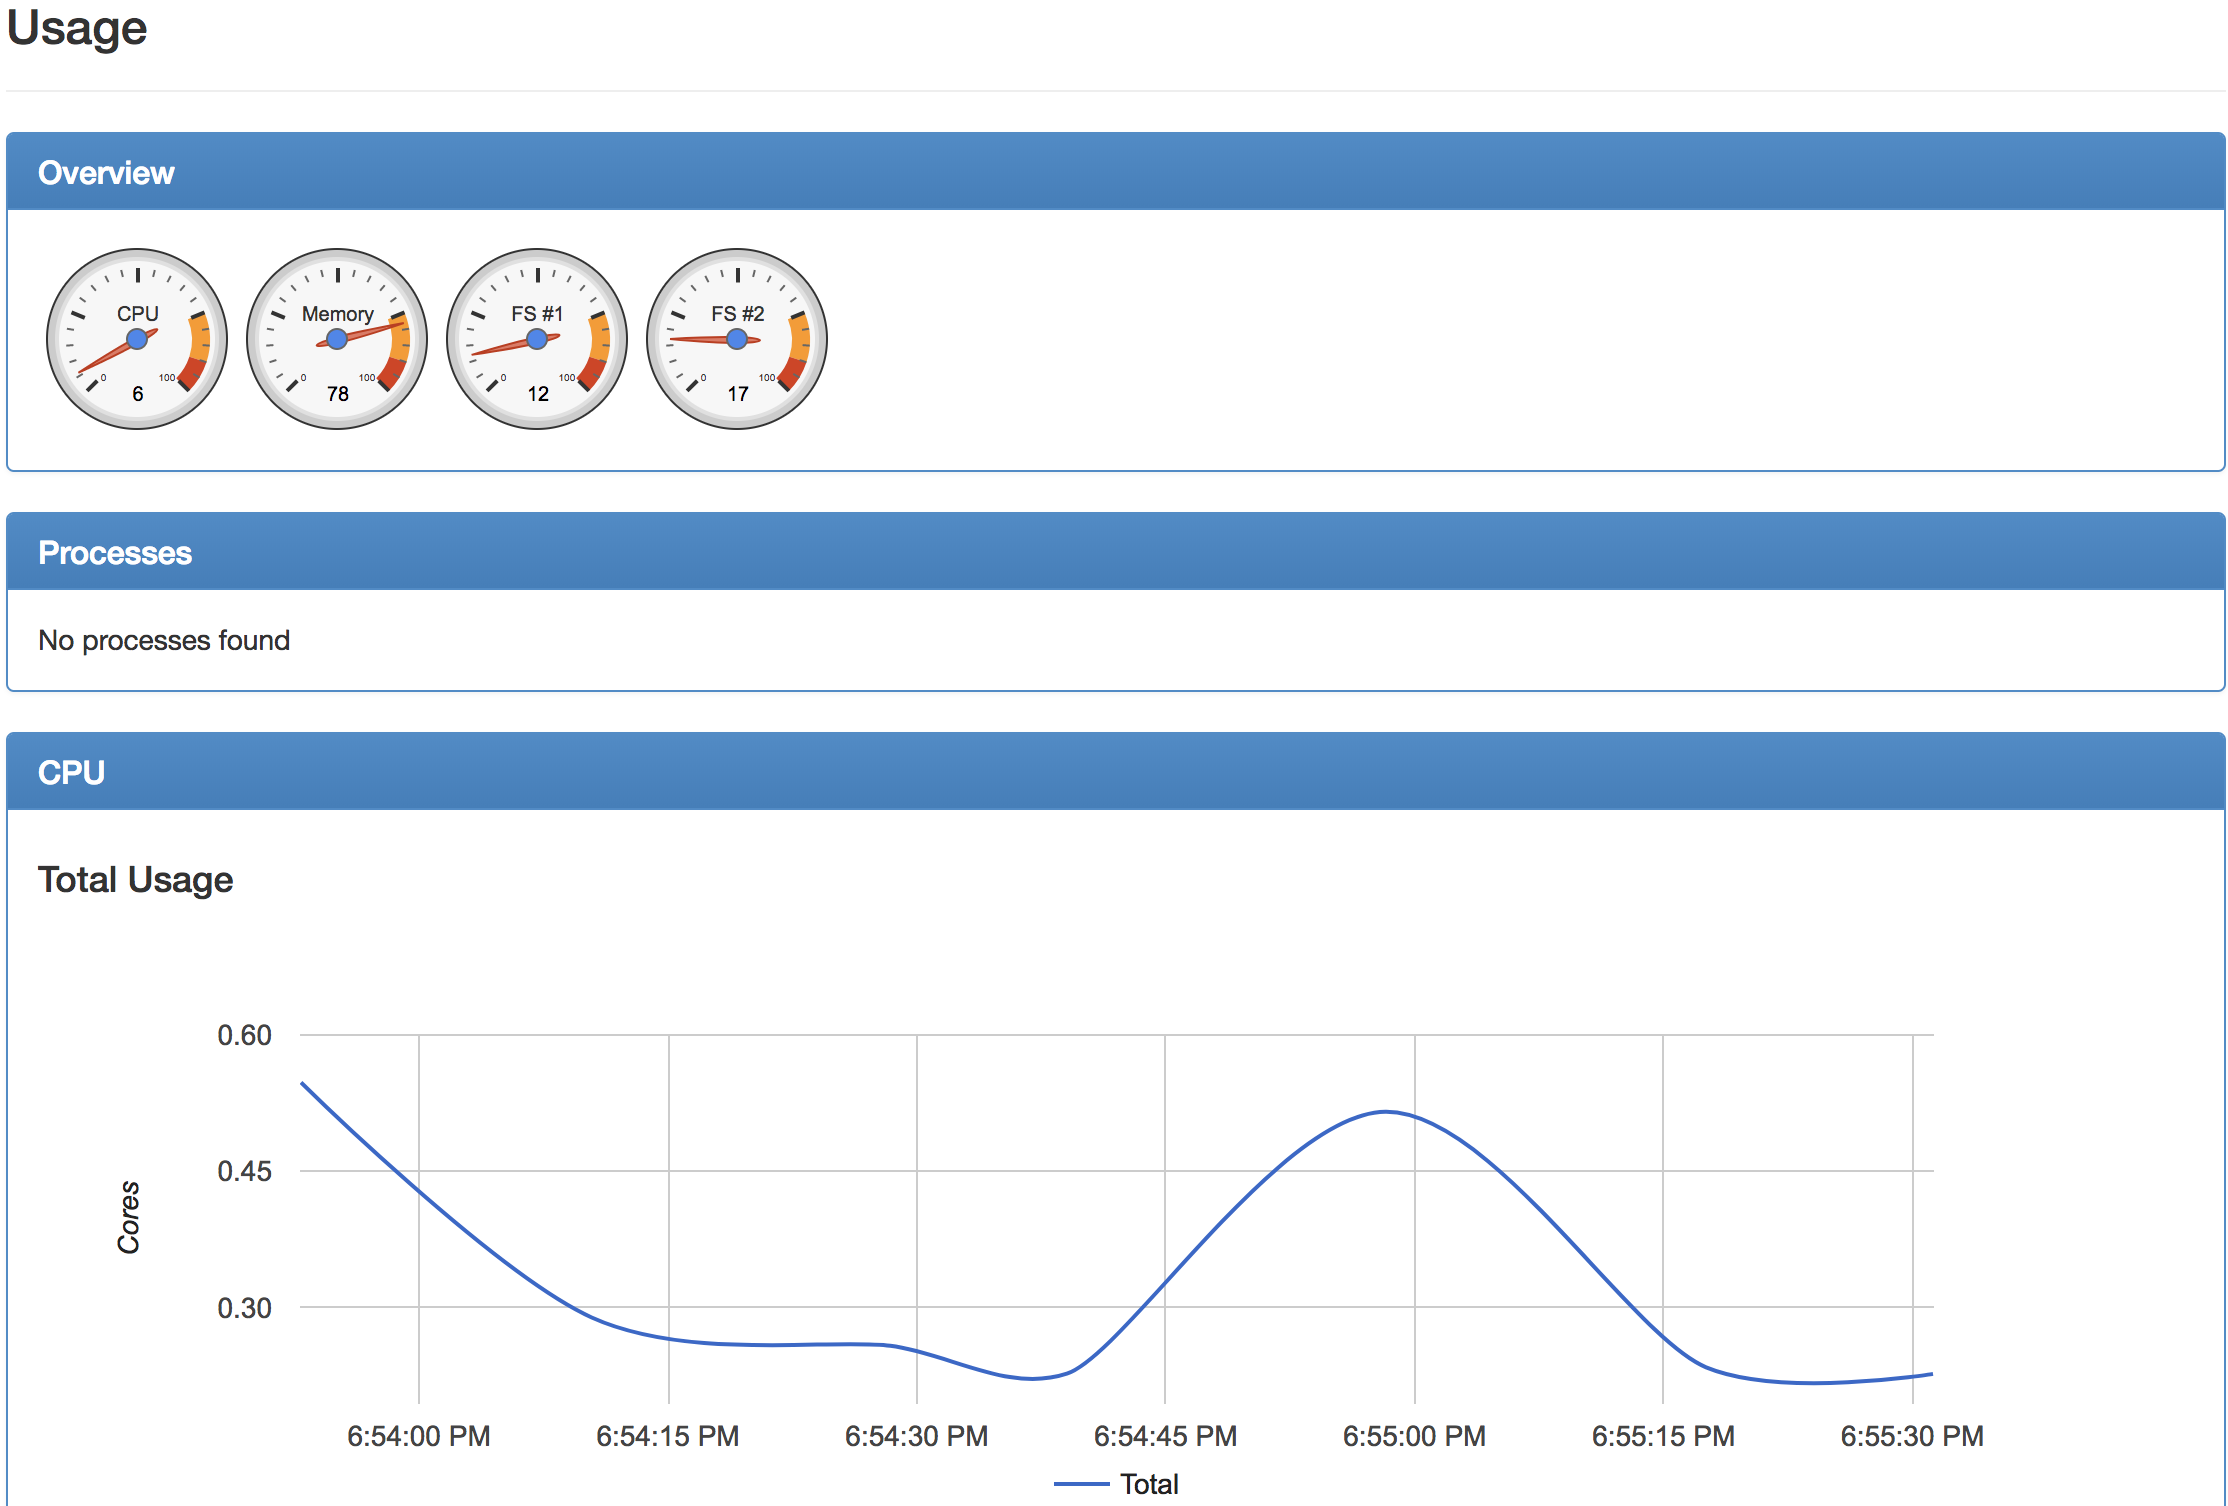 Usage
Overview
CPU
0
100
6
Memory
0
100
78
FS #1
0
100
12
FS #2
0
100
17
Processes
No processes found
CPU
Total Usage
0.60
0.45
0.30
Cores
6:54:00 PM 6:54:15 PM 6:54:30 PM 6:54:45 PM 6:55:00 PM 6:55:15 PM 6:55:30 PM
Total